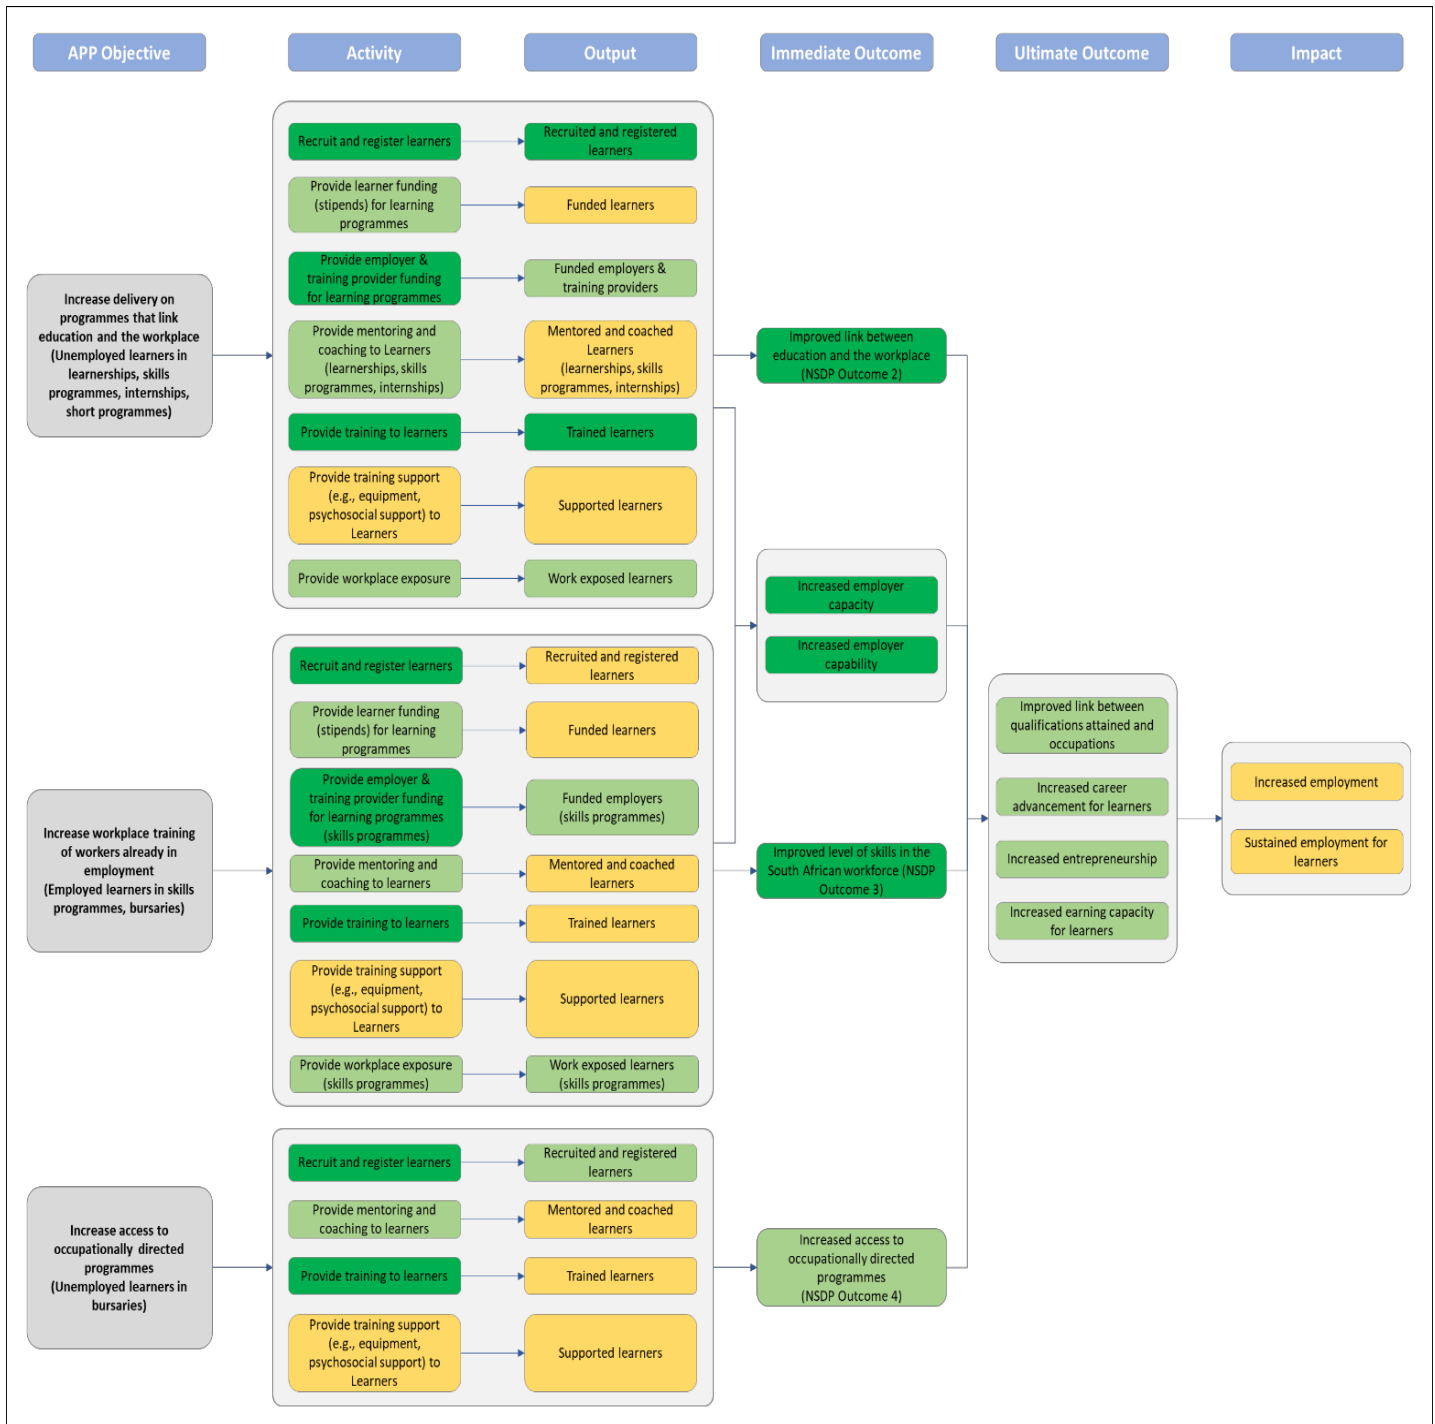 APP Objective
Activity
Output
Immediate Outcome
Ultimate Outcome
Impact
Increase delivery on
programmes that link
education and the workplace
(Unemployed learners in
learnerships, skills
programmes, internships,
short programmes)
Recruit and register learners
Recruited and registered
learners
Provide learner funding
(stipends) for learning
programmes
Funded learners
Provide employer &
training provider funding
for learning programmes
Funded employers &
training providers
Provide mentoring and
coaching to Learners
(learnerships, skills
programmes, internships)
Mentored and coached
Learners
(learnerships, skills
programmes, internships)
Provide training to learners
Trained learners
Provide training support
(e.g., equipment,
psychosocial support) to
Learners
Supported learners
Provide workplace exposure
Work exposed learners
Improved link between
education and the workplace
(NSDP Outcome 2)
Increased employer
capacity
Increased employer
capability
Increase workplace training
of workers already in
employment
(Employed learners in skills
programmes, bursaries)
Recruit and register learners
Recruited and registered
learners
Provide learner funding
(stipends) for learning
programmes
Funded learners
Provide employer &
training provider funding
for learning programmes
(skills programmes)
Funded employers
(skills programmes)
Provide mentoring and
coaching to learners
Mentored and coached
learners
Provide training to learners
Trained learners
Provide training support
(e.g., equipment,
psychosocial support) to
Learners
Supported learners
Provide workplace exposure
(skills programmes)
Work exposed learners
(skills programmes)
Improved level of skills in the
South African workforce (NSDP
Outcome 3)
Improved link between
qualifications attained and
occupations
Increased career
advancement for learners
Increased entrepreneurship
Increased earning capacity
for learners
Increased employment
Sustained employment for
learners
Increase access to
occupationally directed
programmes
(Unemployed learners in
bursaries)
Recruit and register learners
Recruited and registered
learners
Provide mentoring and
coaching to learners
Mentored and coached
learners
Provide training to learners
Trained learners
Provide training support
(e.g., equipment,
psychosocial support) to
Learners
Supported learners
Increased access to
occupationally directed
programmes
(NSDP Outcome 4)